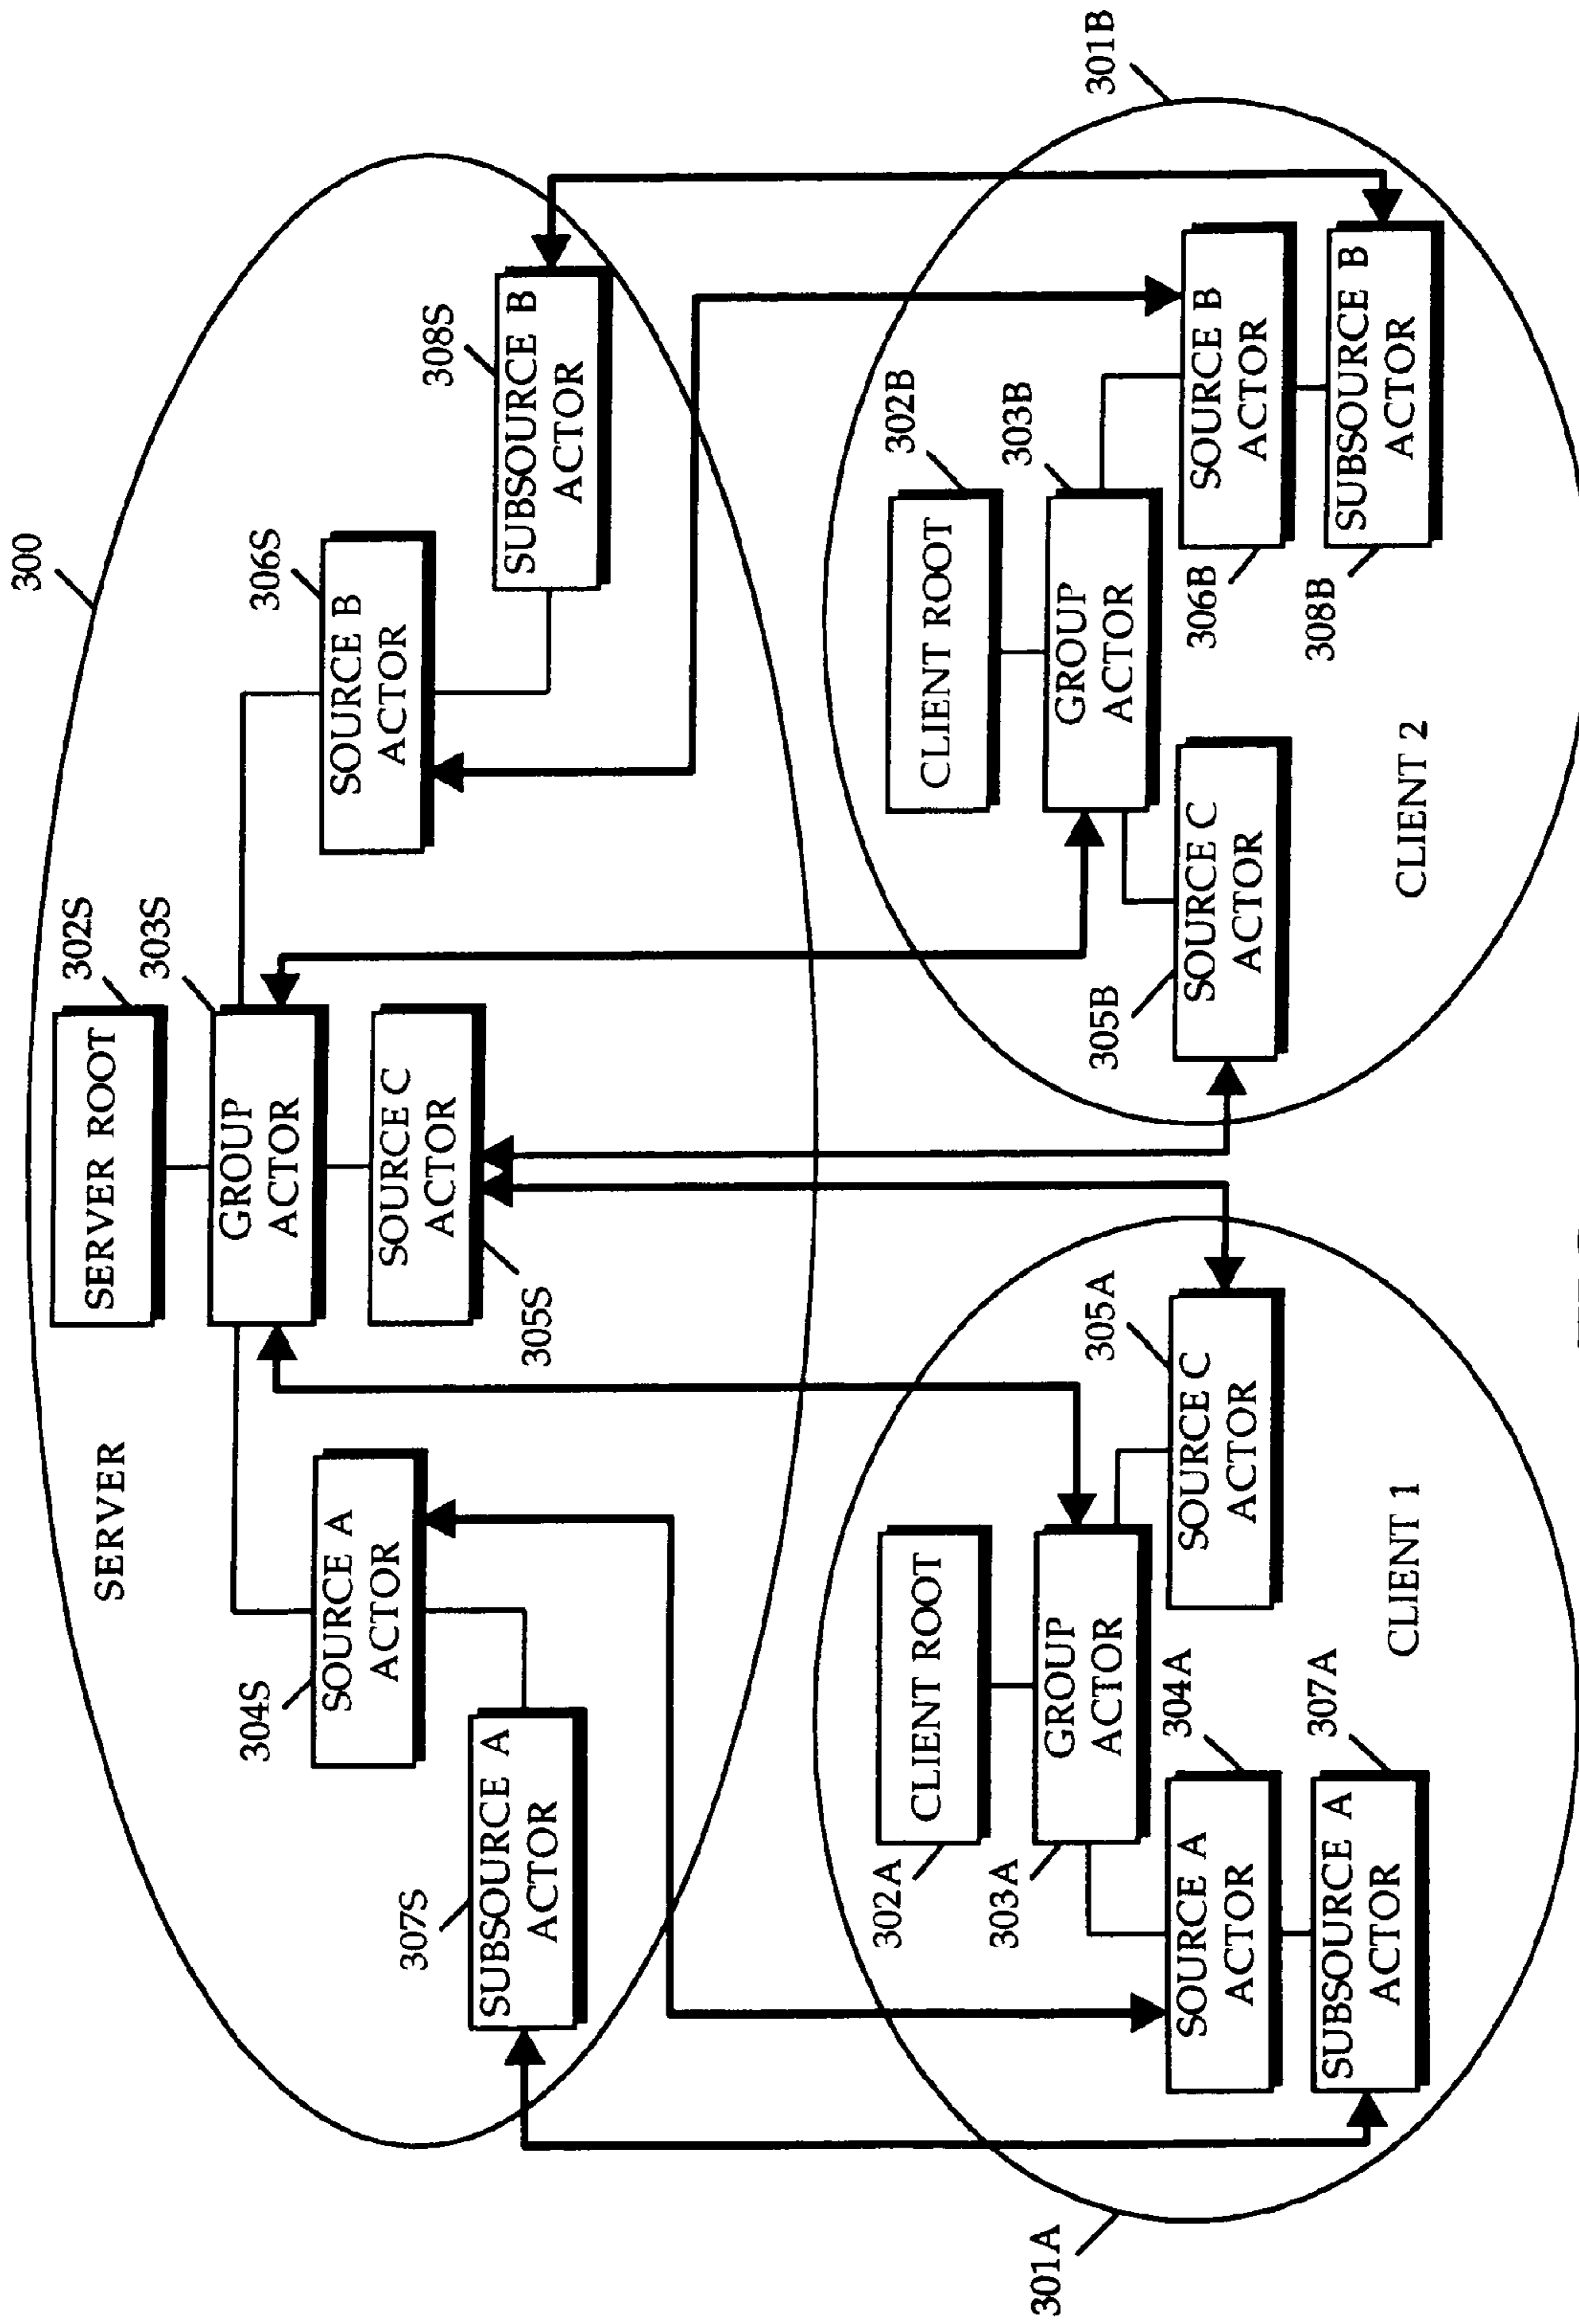 300
SERVER
302S
SERVER ROOT
303S
GROUP
ACTOR
304S
SOURCE A
ACTOR
306S
SOURCE B
ACTOR
SOURCE C
ACTOR
305S
307S
SUBSOURCE A
ACTOR
308S
SUBSOURCE B
ACTOR
301A
302A
CLIENT ROOT
303A
GROUP
ACTOR
305A
SOURCE C
ACTOR
304A
SOURCE A
ACTOR
307A
SUBSOURCE A
ACTOR
CLIENT 1
301B
302B
CLIENT ROOT
303B
GROUP
ACTOR
305B
SOURCE C
ACTOR
SOURCE B
ACTOR
306B
SUBSOURCE B
ACTOR
308B
CLIENT 2